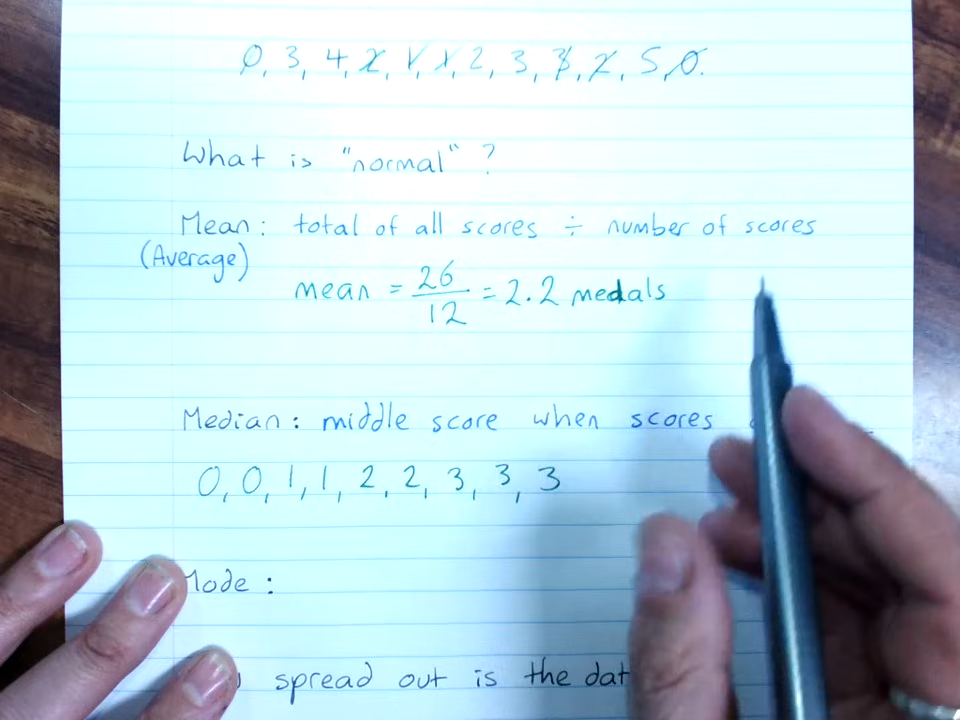 0, 3, 4, 2, 1, 1, 2, 3, 3, 2, 5, 0.
What is "normal" ?
Mean: total of all scores ÷ number of scores
(Average)
mean = 26/12 = 2.2 medals
Median: middle score when scores
0, 0, 1, 1, 2, 2, 3, 3, 3
Mode :
spread out is the dat